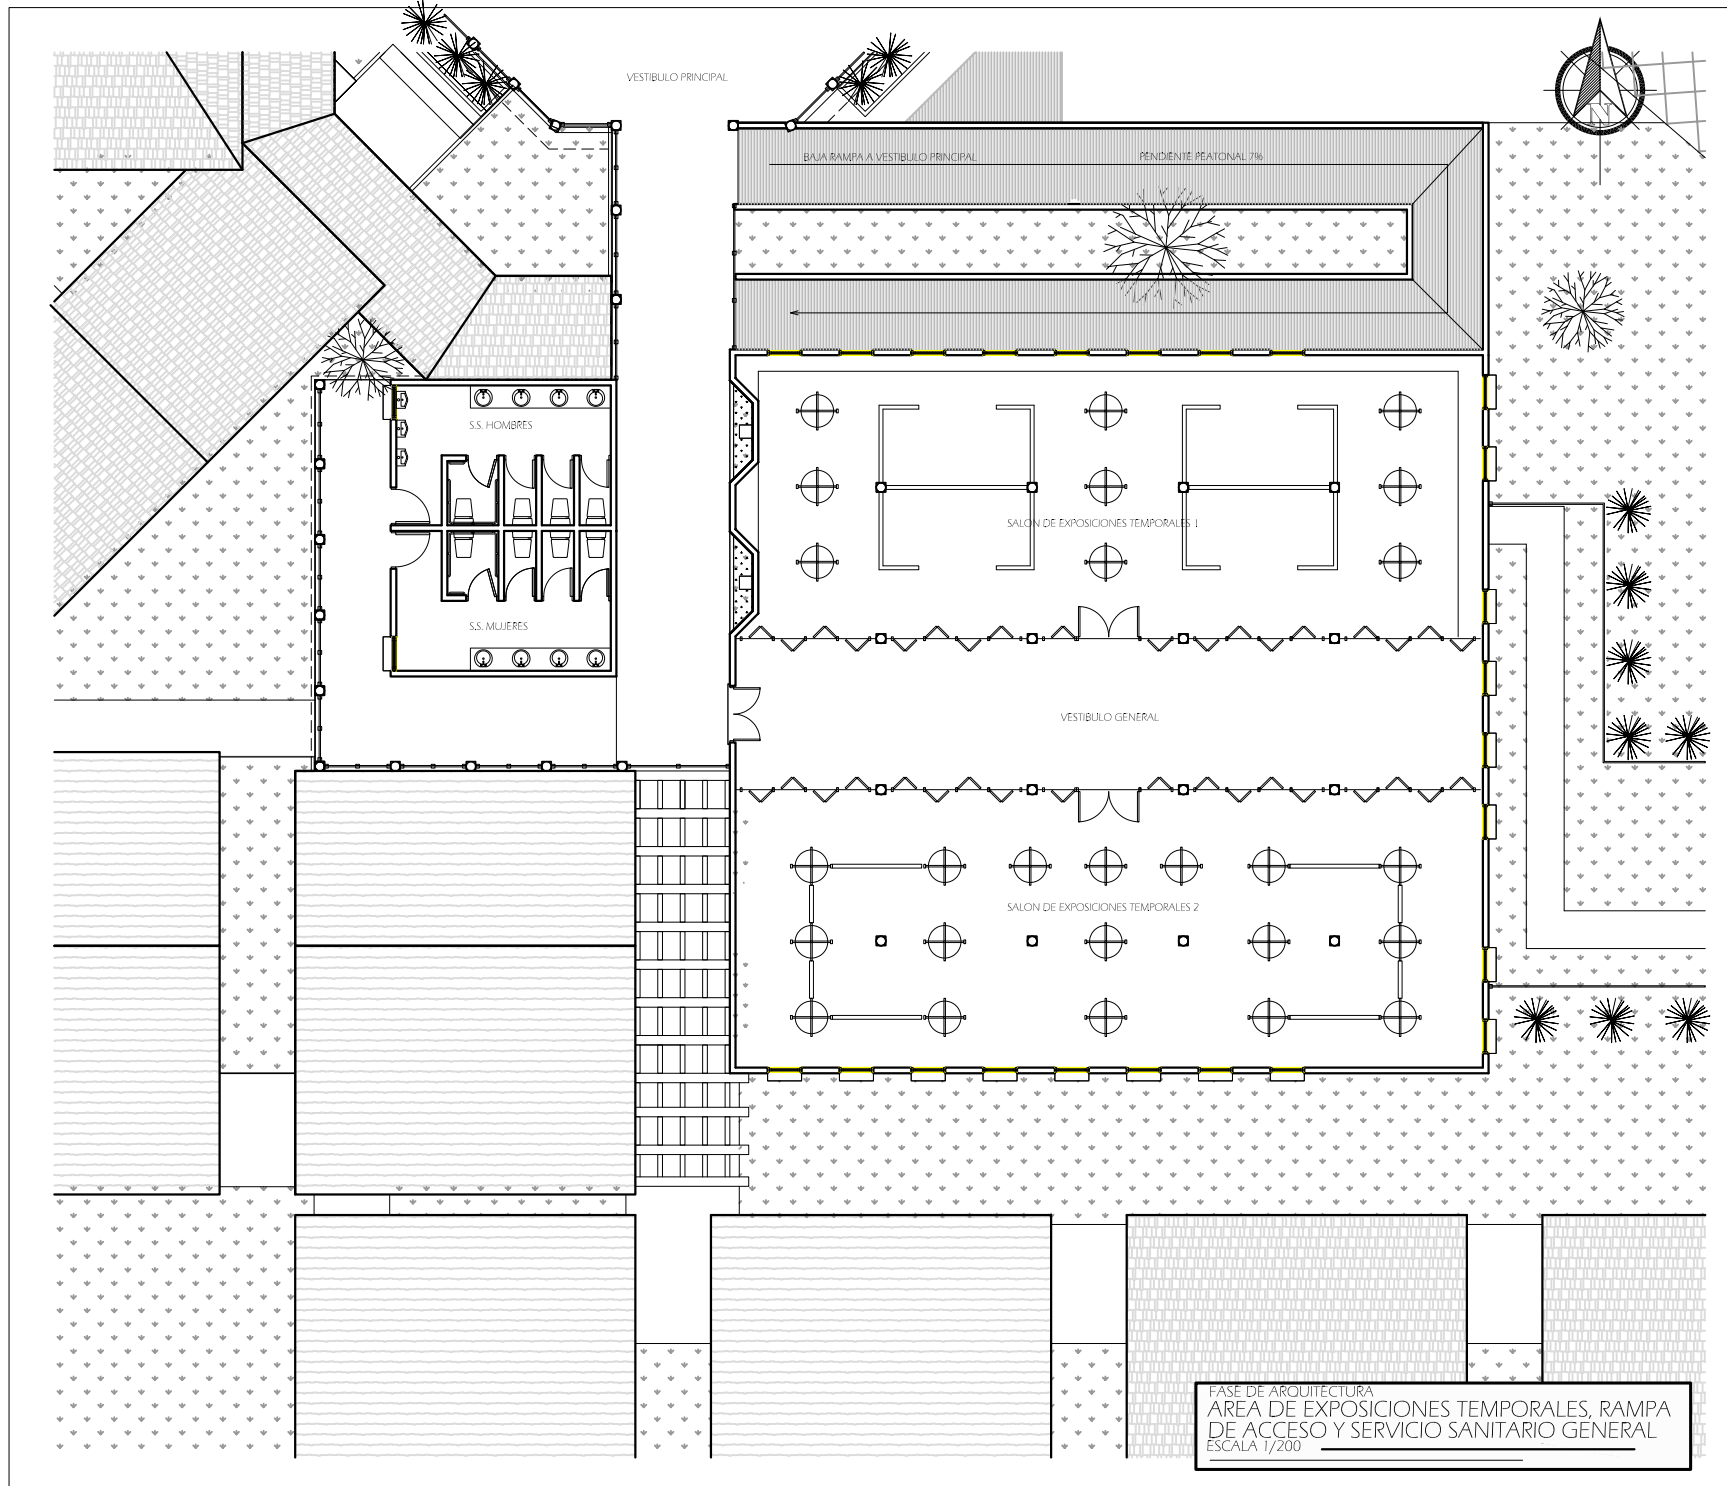 VESTIBULO PRINCIPAL
N
BAJA RAMPA A VESTIBULO PRINCIPAL
PENDIENTE PEATONAL 7%
S.S. HOMBRES
SALON DE EXPOSICIONES TEMPORALES 1
S.S. MUJERES
VESTIBULO GENERAL
SALON DE EXPOSICIONES TEMPORALES 2
FASE DE ARQUITECTURA
AREA DE EXPOSICIONES TEMPORALES, RAMPA
DE ACCESO Y SERVICIO SANITARIO GENERAL
ESCALA 1/200